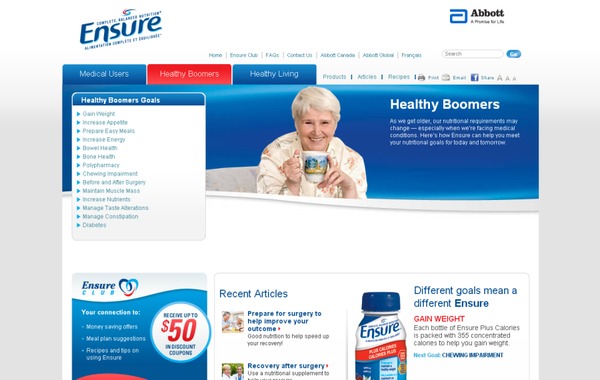 COMPLETE, BALANCED NUTRITION
Ensure
ALIMENTATION COMPLÈTE ET ÉQUILIBRÉE
Abbott
A Promise for Life
Home
Ensure Club
FAQs
Contact Us
Abbott Canada
Abbott Global
Français
Search
Go
Medical Users
Healthy Boomers
Healthy Living
Products
Articles
Recipes
Print
Email
Share
A A A
Healthy Boomers Goals
Gain Weight
Increase Appetite
Prepare Easy Meals
Increase Energy
Bowel Health
Bone Health
Polypharmacy
Chewing Impairment
Before and After Surgery
Maintain Muscle Mass
Increase Nutrients
Manage Taste Alterations
Manage Constipation
Diabetes
Healthy Boomers
As we get older, our nutritional requirements may
change — especially when we're facing medical
conditions. Here's how Ensure can help you meet
your nutritional goals for today and tomorrow.
Ensure
CLUB
Your connection to:
Money saving offers
Meal plan suggestions
Recipes and tips on
using Ensure
RECEIVE UP TO
$50
IN DISCOUNT
COUPONS
Recent Articles
Prepare for surgery to
help improve your
outcome
Good nutrition to help speed up
your recovery!
Recovery after surgery
Use a nutritional supplement to
Ensure
PLUS CALORIES
CALORIES PLUS
Different goals mean a
different Ensure
GAIN WEIGHT
Each bottle of Ensure Plus Calories
is packed with 355 concentrated
calories to help you gain weight.
Next Goal: CHEWING IMPAIRMENT